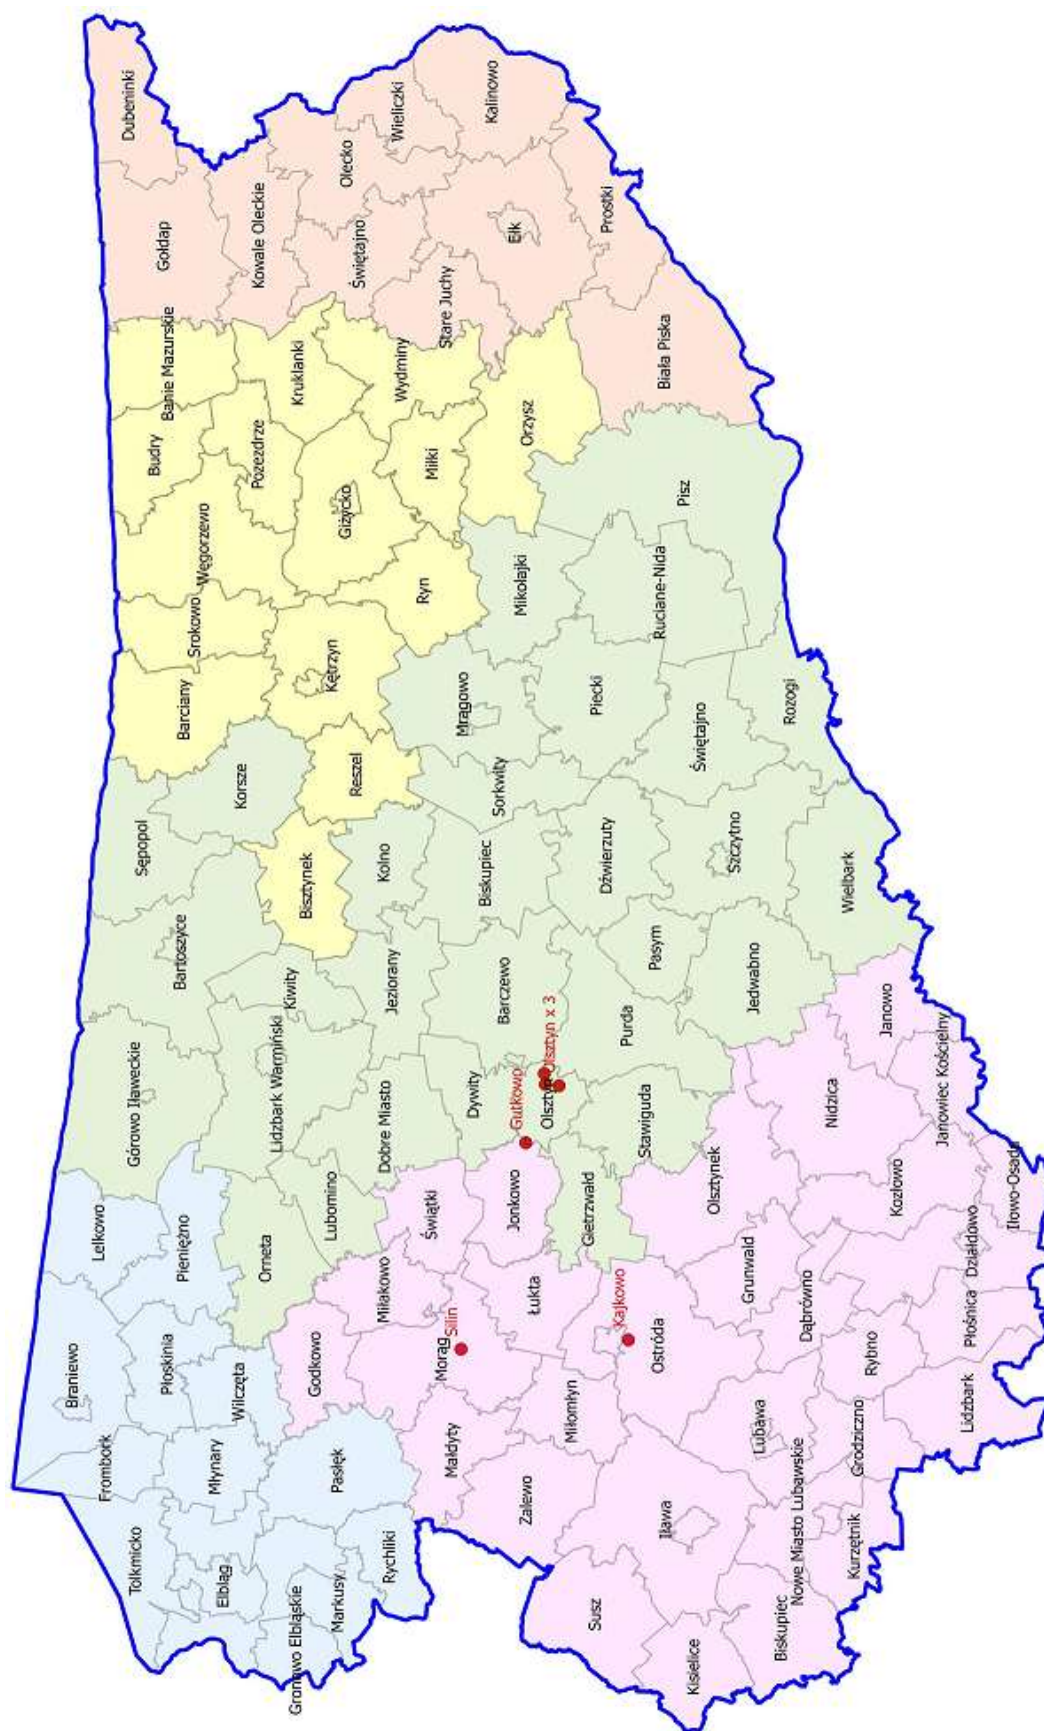 Tolkmicko
Frombork
Braniewo
Lelkowo
Górowo Iławeckie
Bartoszyce
Sępopol
Barciany
Srokowo
Węgorzewo
Budry
Banie Mazurskie
Gołdap
Dubeninki
Elbląg
Młynary
Płoskinia
Wilczęta
Pieniężno
Orneta
Lidzbark Warmiński
Kiwity
Korsze
Pozezdrze
Kruklanki
Kowale Oleckie
Gronowo Elbląskie
Markusy
Rychliki
Pasłęk
Godkowo
Lubomino
Dobre Miasto
Jeziorany
Bisztynek
Kolno
Reszel
Kętrzyn
Giżycko
Ryn
Miłki
Wydminy
Świętajno
Olecko
Wieliczki
Stare Juchy
Małdyty
Morąg
Silin
Miłakowo
Świątki
Dywity
Barczewo
Biskupiec
Sorkwity
Mrągowo
Mikołajki
Orzysz
Ełk
Kalinowo
Zalewo
Miłomłyn
Łukta
Jonkowo
Gutkowo
Olsztyn
Olsztyn x 3
Susz
Iława
Ostróda
Kajkowo
Gietrzwałd
Stawiguda
Purda
Pasym
Dźwierzuty
Piecki
Ruciane-Nida
Pisz
Biała Piska
Prostki
Kisielice
Biskupiec
Nowe Miasto Lubawskie
Lubawa
Grunwald
Olsztynek
Jedwabno
Szczytno
Świętajno
Rozogi
Kurzętnik
Grodziczno
Rybno
Dąbrówno
Kozłowo
Nidzica
Janowo
Wielbark
Lidzbark
Płośnica
Działdowo
Iłowo-Osada
Janowiec Kościelny